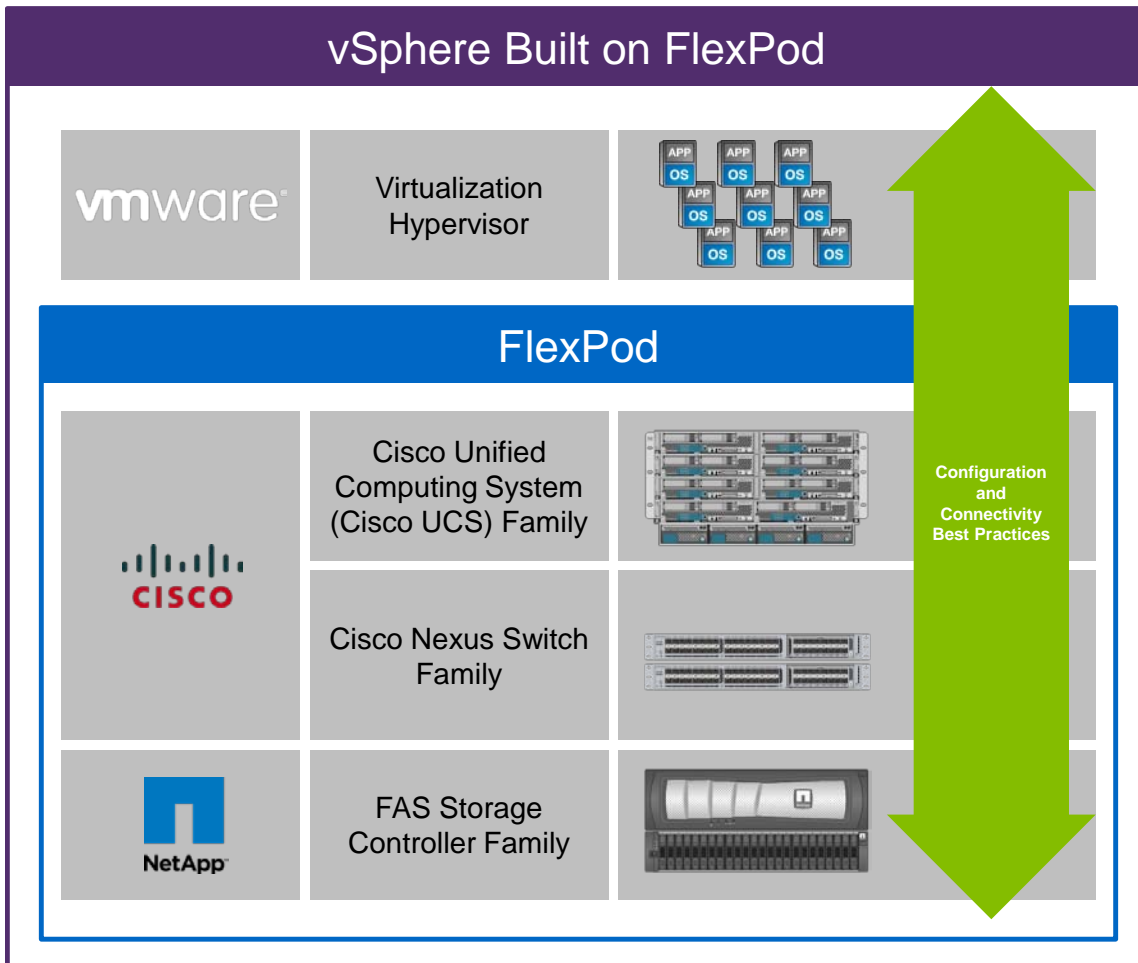 vSphere Built on FlexPod
vmware®
Virtualization
Hypervisor
APP APP APP
OS OS OS
APP APP APP
OS OS OS
APP APP APP
OS OS OS
FlexPod
CISCO
Cisco Unified
Computing System
(Cisco UCS) Family
Configuration
and
Connectivity
Best Practices
Cisco Nexus Switch
Family
NetApp™
FAS Storage
Controller Family